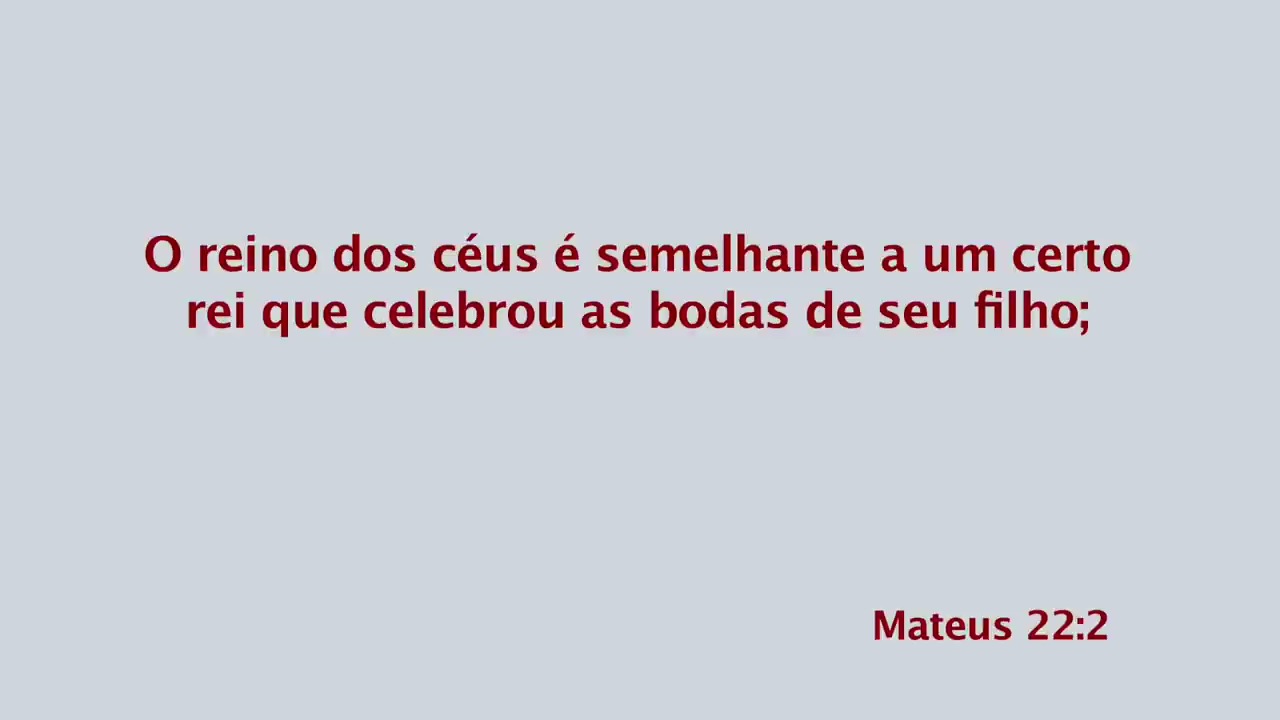 O reino dos céus é semelhante a um certo
rei que celebrou as bodas de seu filho;
Mateus 22:2